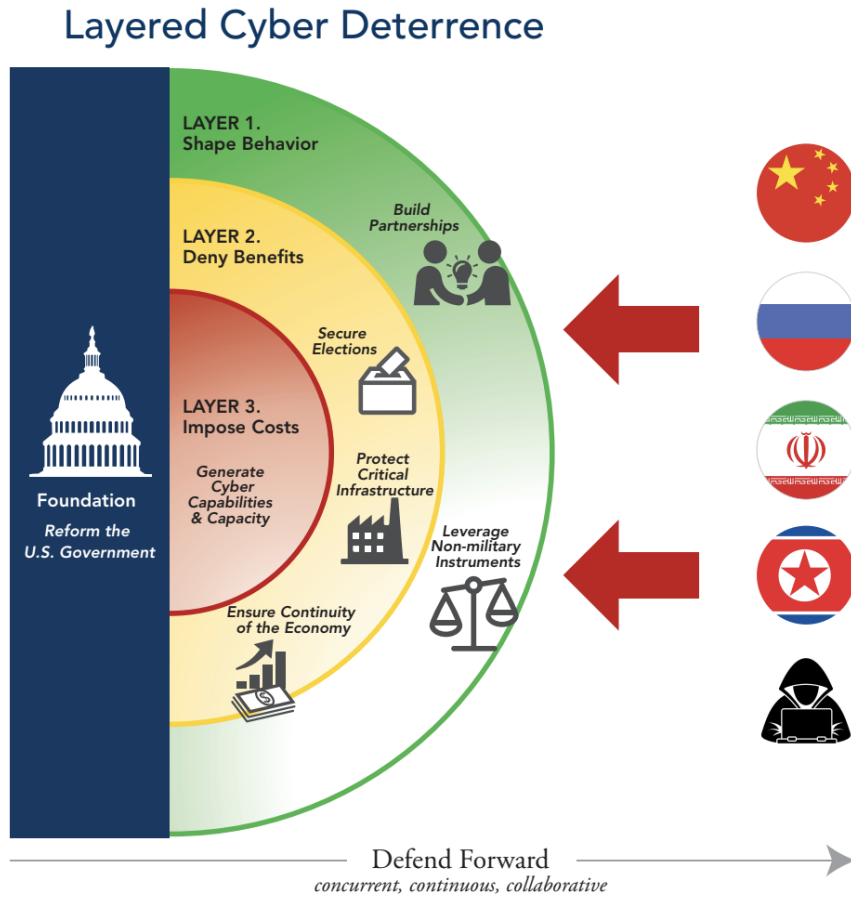 Layered Cyber Deterrence
LAYER 1.
Shape Behavior
Build
Partnerships
LAYER 2.
Deny Benefits
Secure
Elections
LAYER 3.
Impose Costs
Generate
Cyber
Capabilities
& Capacity
Protect
Critical
Infrastructure
Leverage
Non-military
Instruments
Ensure Continuity
of the Economy
$
Foundation
Reform the
U.S. Government
Defend Forward
concurrent, continuous, collaborative